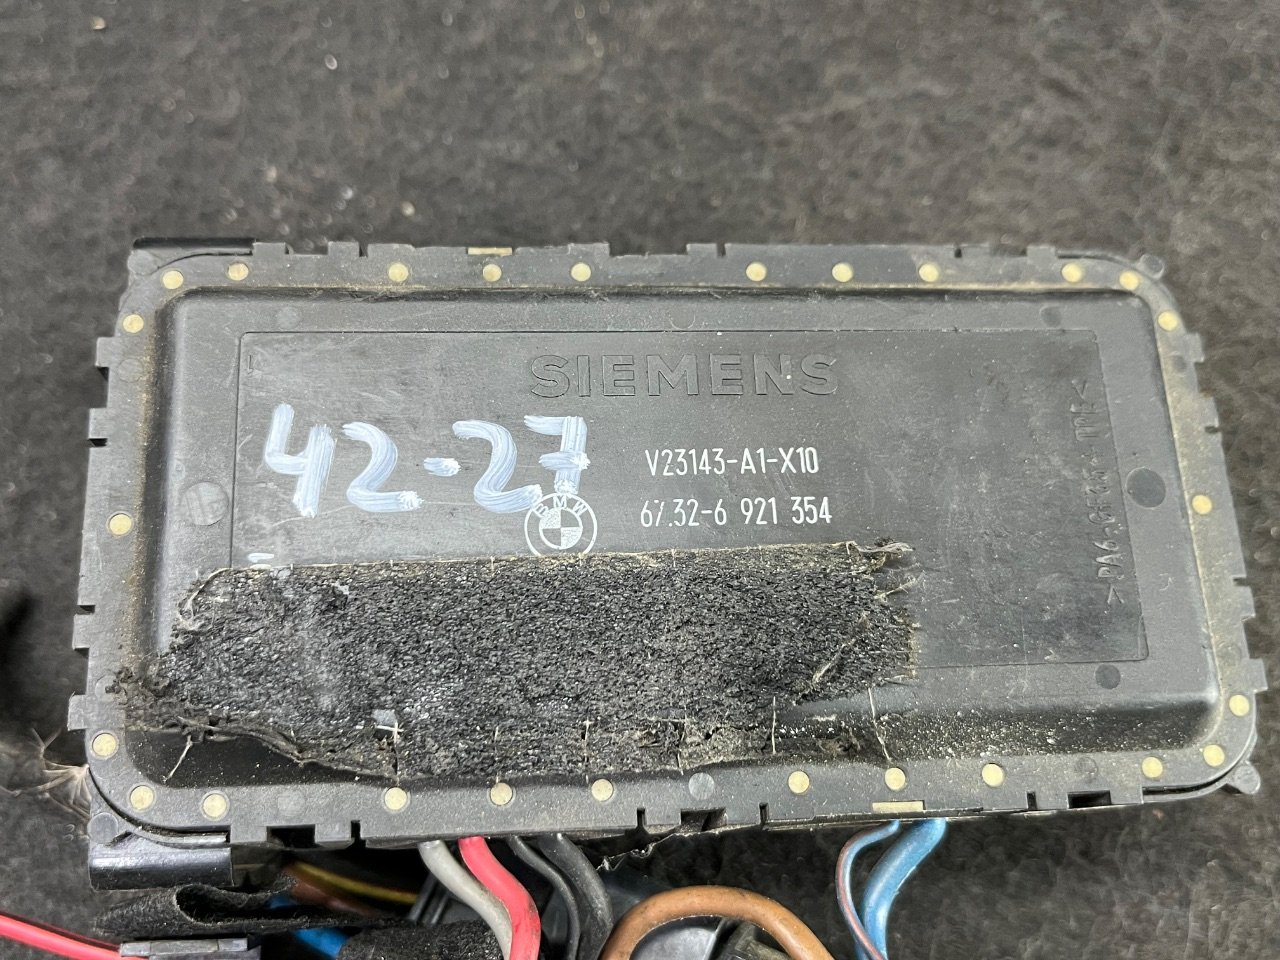 SIEMENS
42-27
V23143-A1-X10
BMW
67.32-6 921 354